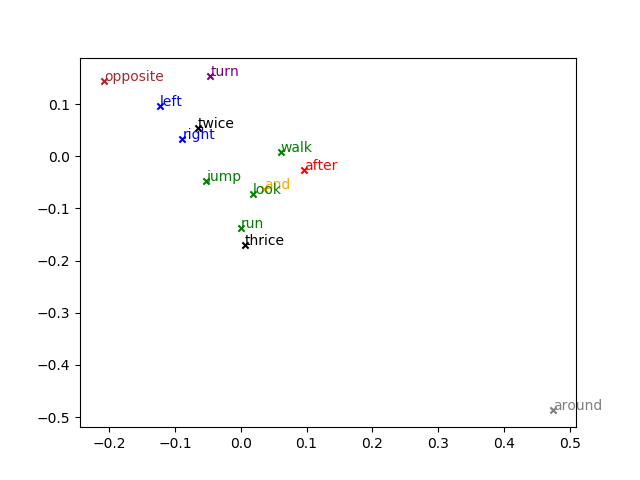 opposite
turn
left
twice
right
walk
after
jump
look
and
run
thrice
around
0.1
0.0
−0.1
−0.2
−0.3
−0.4
−0.5
−0.2 −0.1 0.0 0.1 0.2 0.3 0.4 0.5